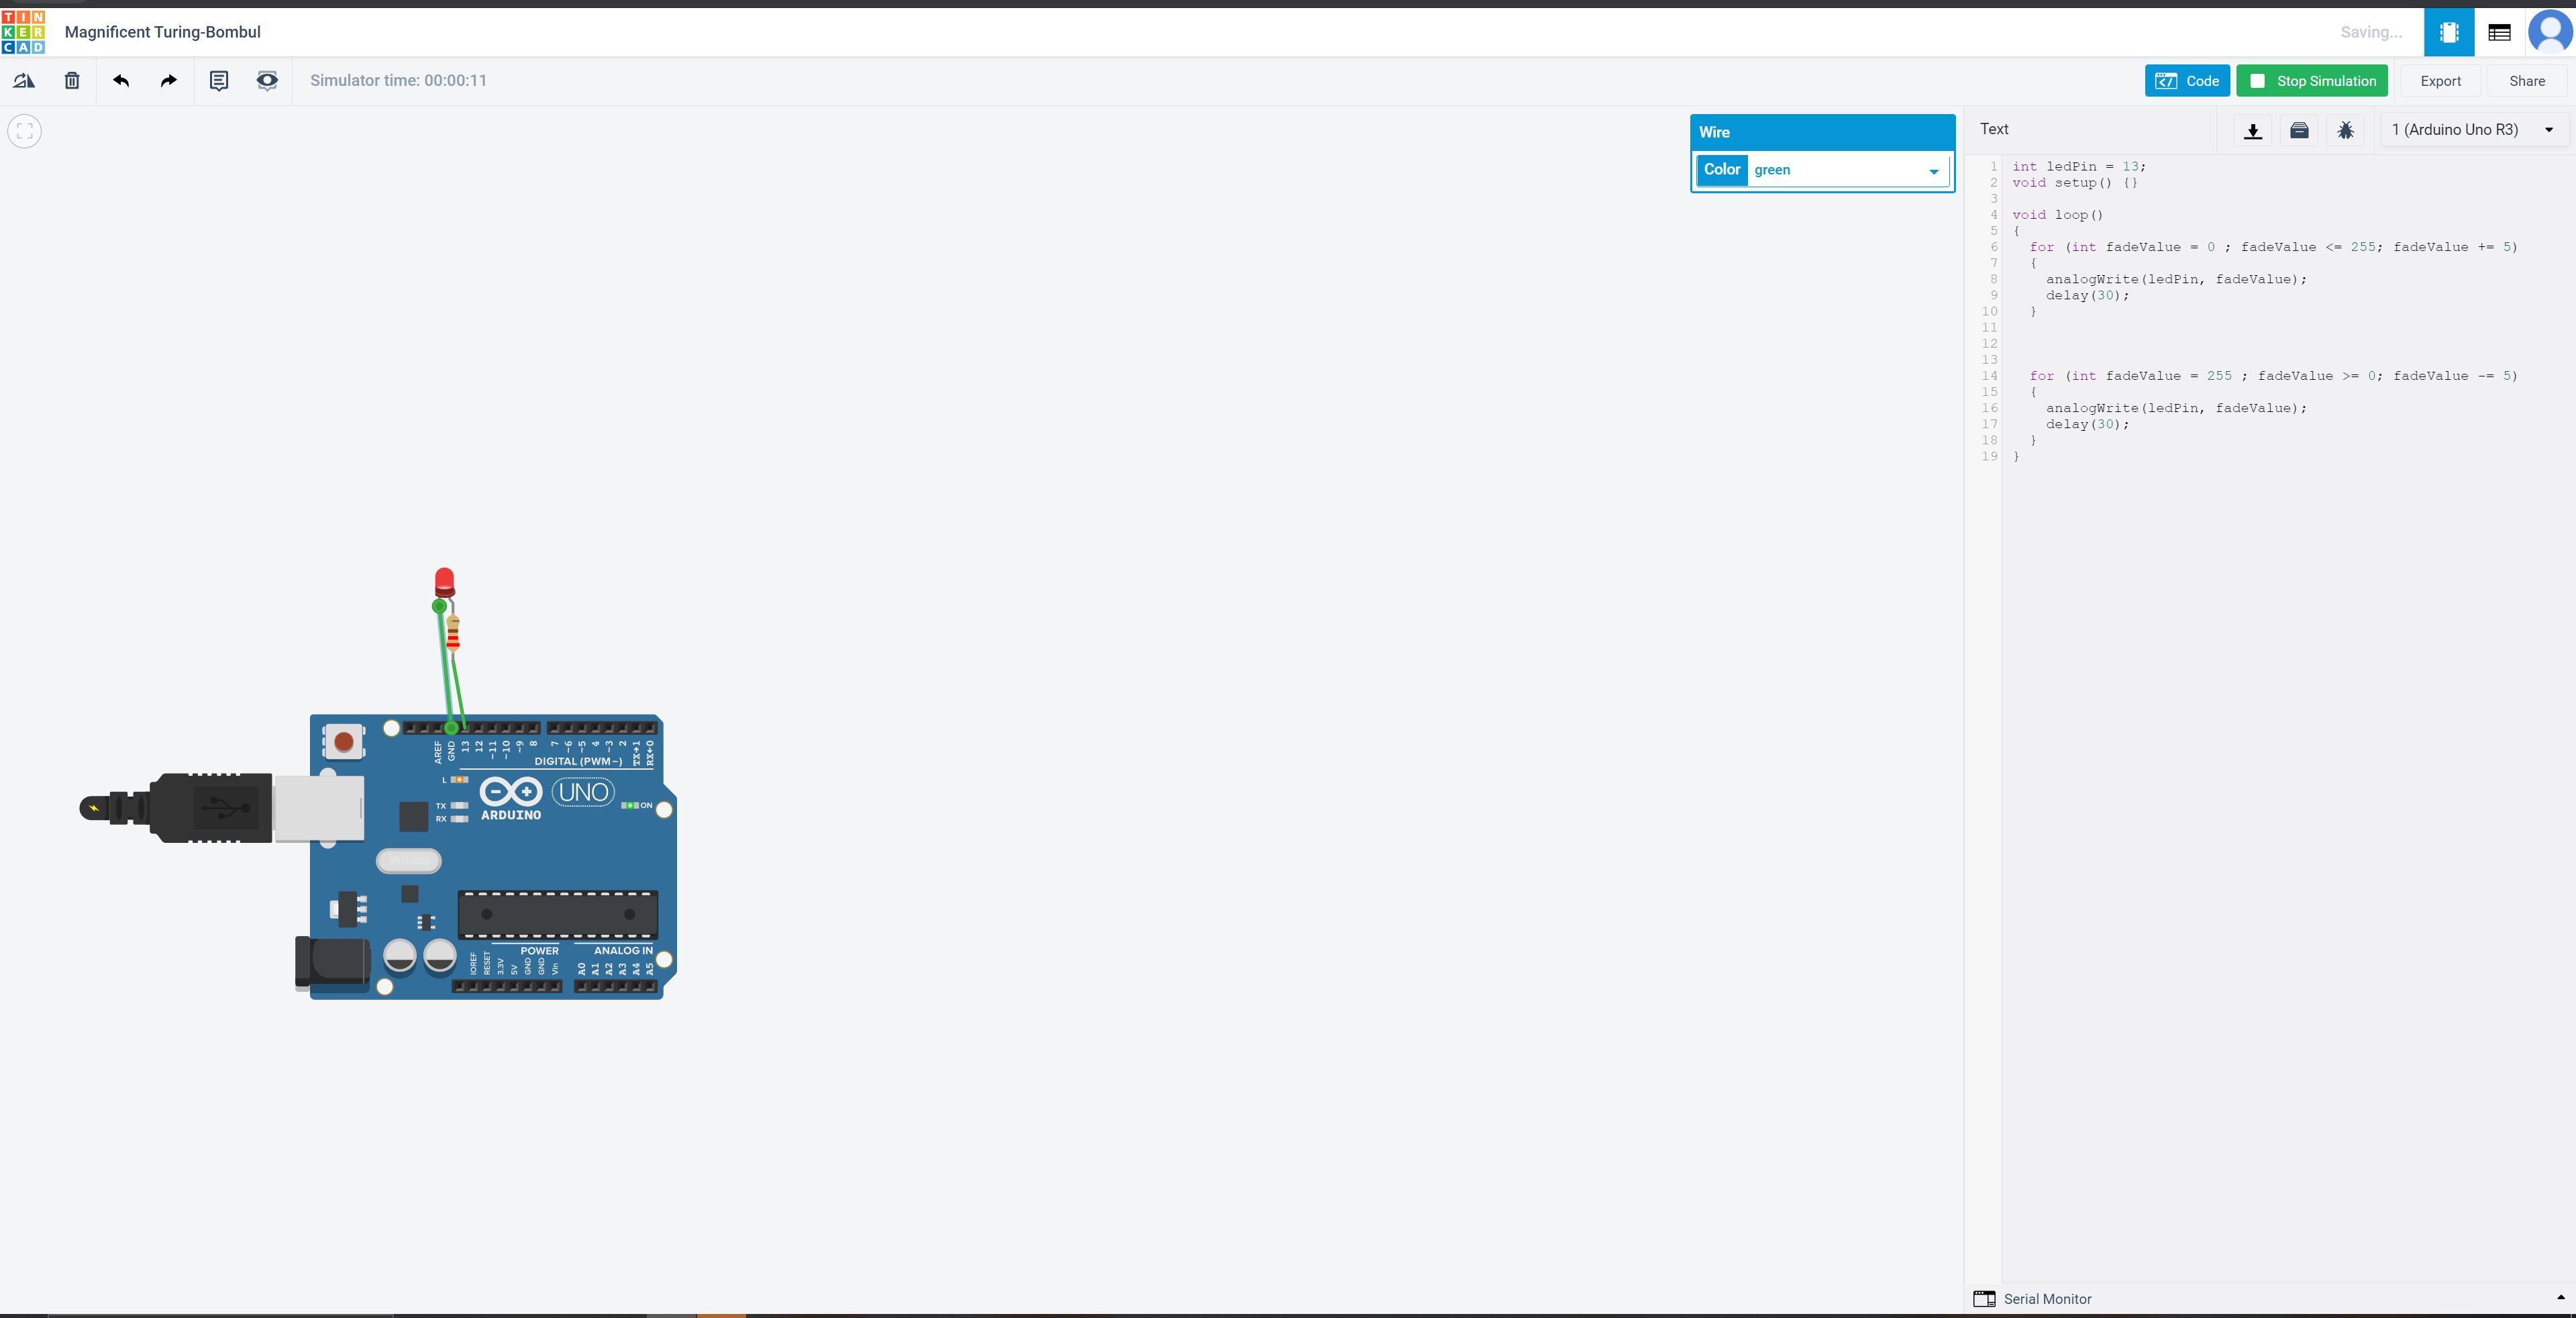 TIN
KER
CAD
Magnificent Turing-Bombul
Saving...
Simulator time: 00:00:11
Code
Stop Simulation
Export
Share
Wire
Color green
Text
1 (Arduino Uno R3)
1 int ledPin = 13;
2 void setup() {}
3
4 void loop()
5 {
6 for (int fadeValue = 0 ; fadeValue <= 255; fadeValue += 5)
7 {
8 analogWrite(ledPin, fadeValue);
9 delay(30);
10 }
11
12
13
14 for (int fadeValue = 255 ; fadeValue >= 0; fadeValue -= 5)
15 {
16 analogWrite(ledPin, fadeValue);
17 delay(30);
18 }
19 }
AREF GND 13 12 ~11 ~10 ~9 8 7 ~6 ~5 4 ~3 2 TX→1 RX←0
DIGITAL (PWM~)
L
TX
RX
ARDUINO
UNO
ON
POWER
ANALOG IN
IOREF RESET 3.3V 5V GND GND Vin A0 A1 A2 A3 A4 A5
Serial Monitor